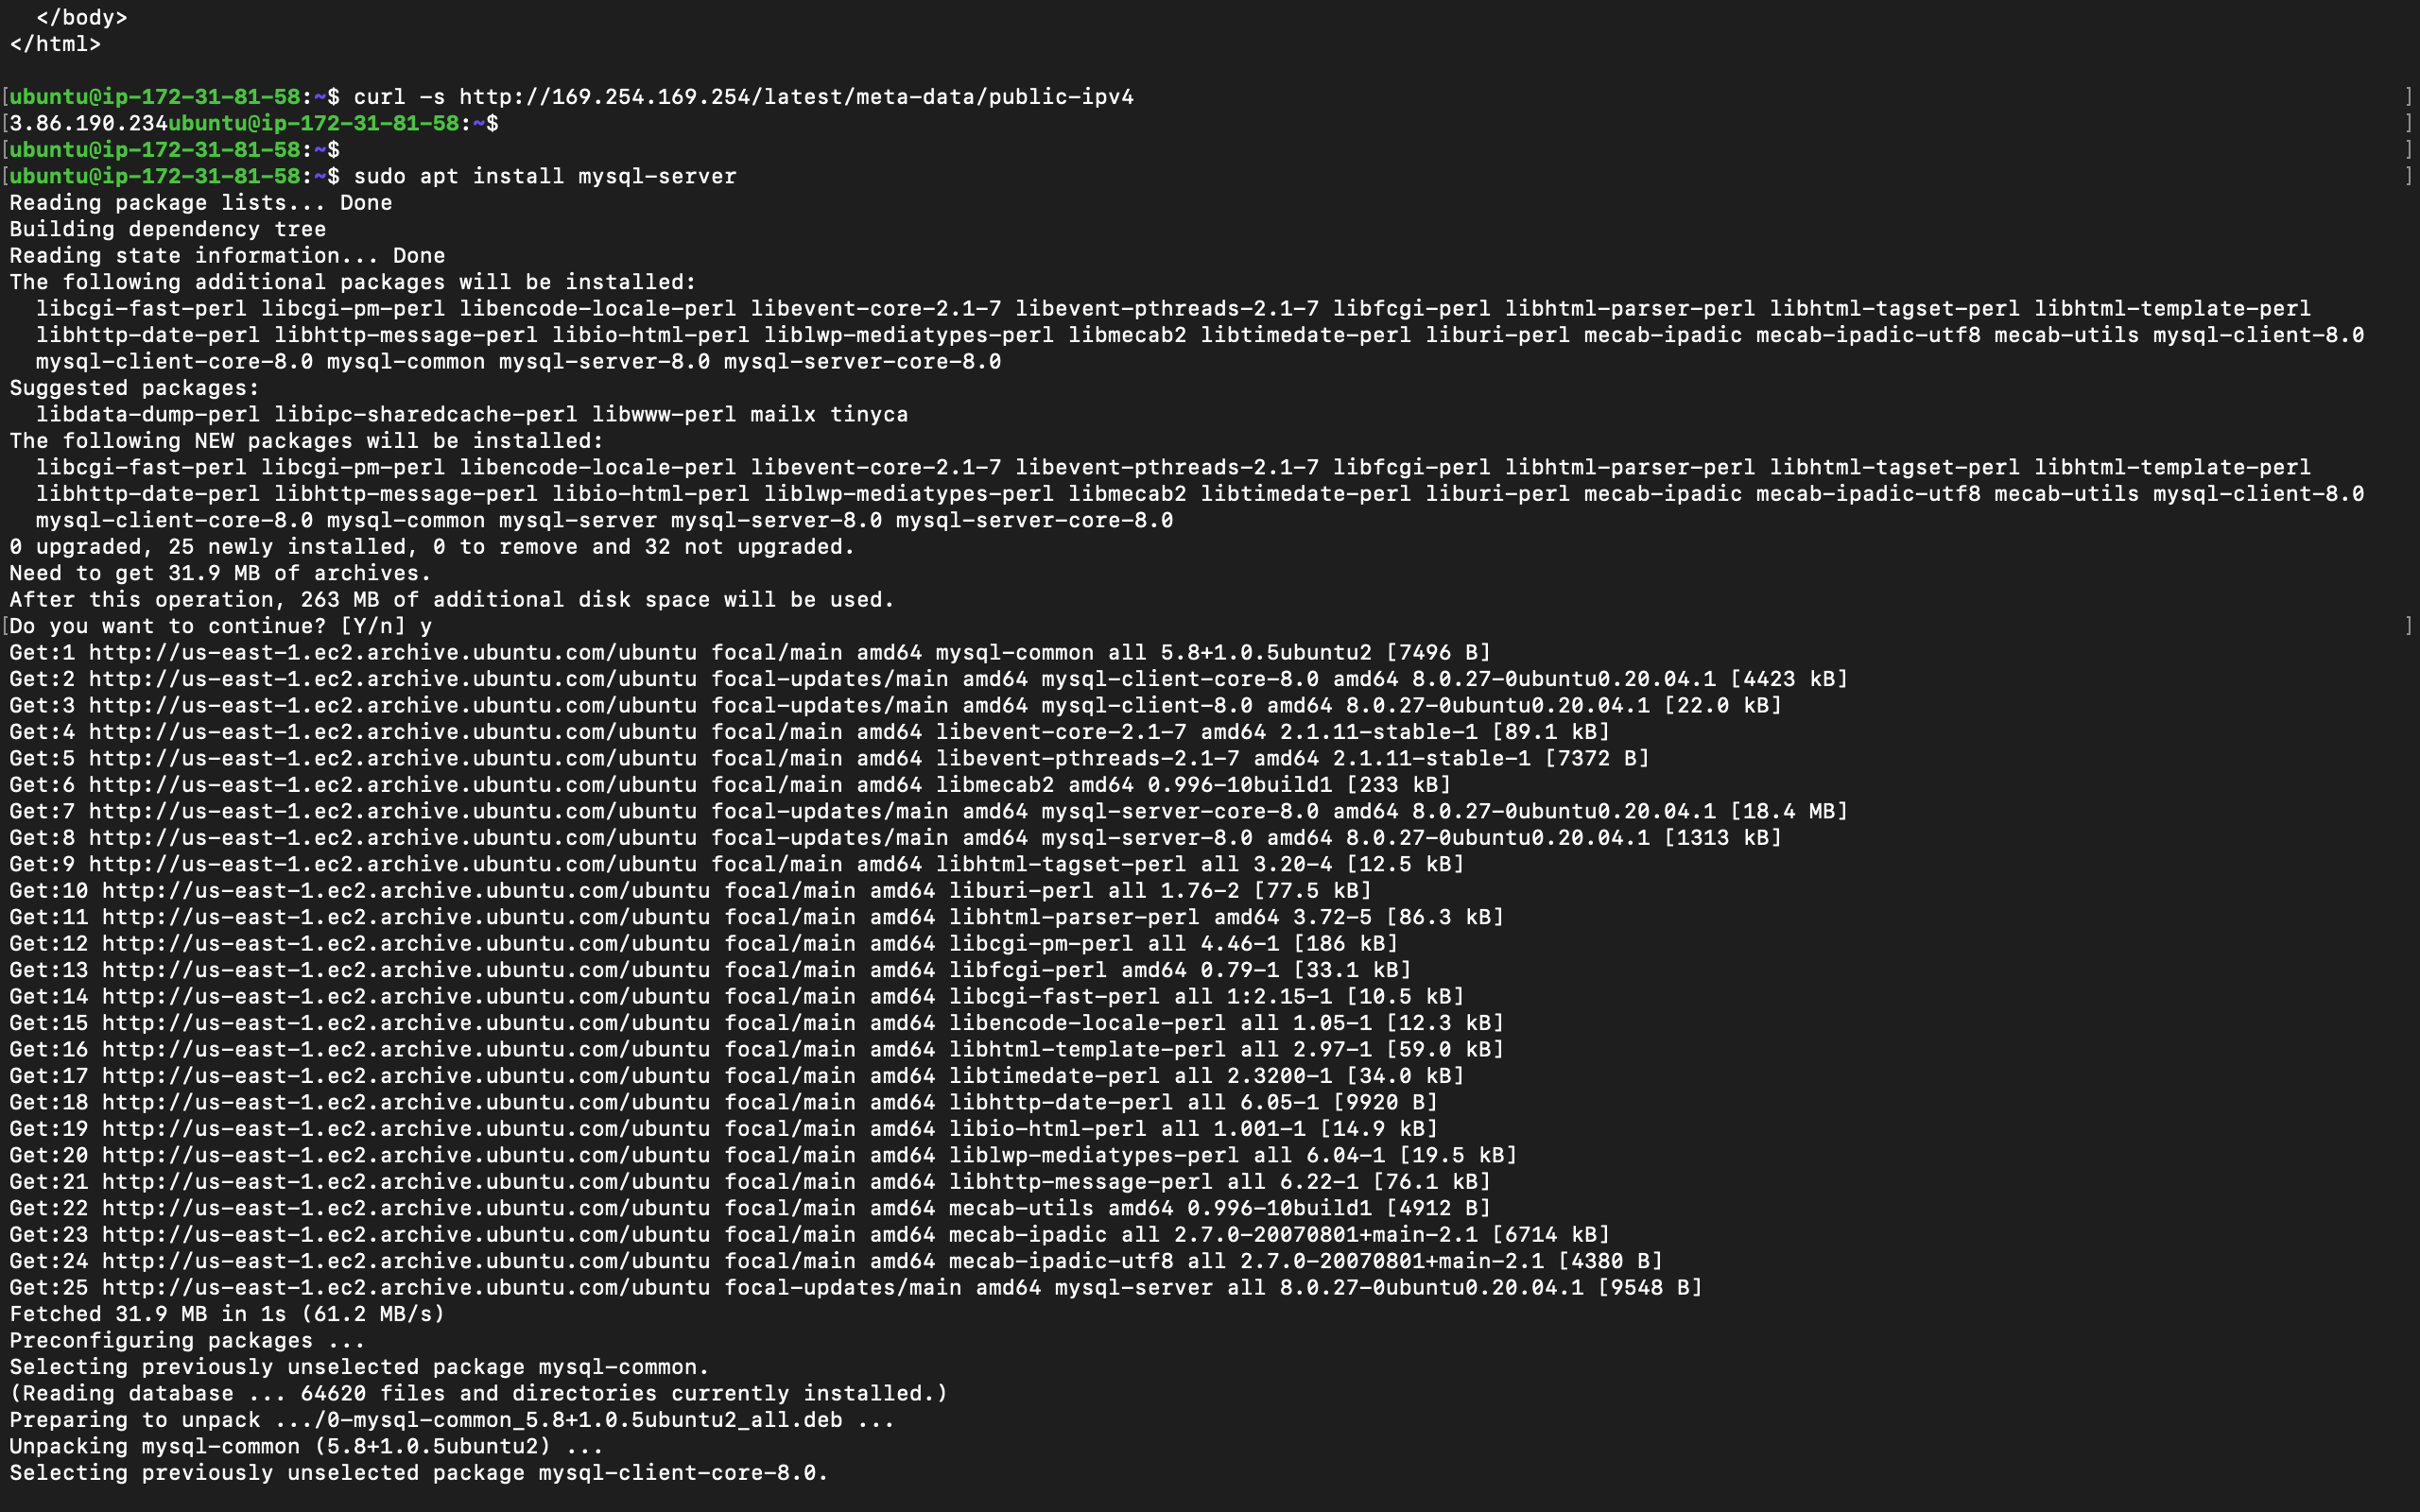 </body>
</html>

[ubuntu@ip-172-31-81-58:~$ curl -s http://169.254.169.254/latest/meta-data/public-ipv4 ]
[3.86.190.234ubuntu@ip-172-31-81-58:~$ ]
[ubuntu@ip-172-31-81-58:~$ ]
[ubuntu@ip-172-31-81-58:~$ sudo apt install mysql-server ]
Reading package lists... Done
Building dependency tree
Reading state information... Done
The following additional packages will be installed:
  libcgi-fast-perl libcgi-pm-perl libencode-locale-perl libevent-core-2.1-7 libevent-pthreads-2.1-7 libfcgi-perl libhtml-parser-perl libhtml-tagset-perl libhtml-template-perl
  libhttp-date-perl libhttp-message-perl libio-html-perl liblwp-mediatypes-perl libmecab2 libtimedate-perl liburi-perl mecab-ipadic mecab-ipadic-utf8 mecab-utils mysql-client-8.0
  mysql-client-core-8.0 mysql-common mysql-server-8.0 mysql-server-core-8.0
Suggested packages:
  libdata-dump-perl libipc-sharedcache-perl libwww-perl mailx tinyca
The following NEW packages will be installed:
  libcgi-fast-perl libcgi-pm-perl libencode-locale-perl libevent-core-2.1-7 libevent-pthreads-2.1-7 libfcgi-perl libhtml-parser-perl libhtml-tagset-perl libhtml-template-perl
  libhttp-date-perl libhttp-message-perl libio-html-perl liblwp-mediatypes-perl libmecab2 libtimedate-perl liburi-perl mecab-ipadic mecab-ipadic-utf8 mecab-utils mysql-client-8.0
  mysql-client-core-8.0 mysql-common mysql-server mysql-server-8.0 mysql-server-core-8.0
0 upgraded, 25 newly installed, 0 to remove and 32 not upgraded.
Need to get 31.9 MB of archives.
After this operation, 263 MB of additional disk space will be used.
[Do you want to continue? [Y/n] y ]
Get:1 http://us-east-1.ec2.archive.ubuntu.com/ubuntu focal/main amd64 mysql-common all 5.8+1.0.5ubuntu2 [7496 B]
Get:2 http://us-east-1.ec2.archive.ubuntu.com/ubuntu focal-updates/main amd64 mysql-client-core-8.0 amd64 8.0.27-0ubuntu0.20.04.1 [4423 kB]
Get:3 http://us-east-1.ec2.archive.ubuntu.com/ubuntu focal-updates/main amd64 mysql-client-8.0 amd64 8.0.27-0ubuntu0.20.04.1 [22.0 kB]
Get:4 http://us-east-1.ec2.archive.ubuntu.com/ubuntu focal/main amd64 libevent-core-2.1-7 amd64 2.1.11-stable-1 [89.1 kB]
Get:5 http://us-east-1.ec2.archive.ubuntu.com/ubuntu focal/main amd64 libevent-pthreads-2.1-7 amd64 2.1.11-stable-1 [7372 B]
Get:6 http://us-east-1.ec2.archive.ubuntu.com/ubuntu focal/main amd64 libmecab2 amd64 0.996-10build1 [233 kB]
Get:7 http://us-east-1.ec2.archive.ubuntu.com/ubuntu focal-updates/main amd64 mysql-server-core-8.0 amd64 8.0.27-0ubuntu0.20.04.1 [18.4 MB]
Get:8 http://us-east-1.ec2.archive.ubuntu.com/ubuntu focal-updates/main amd64 mysql-server-8.0 amd64 8.0.27-0ubuntu0.20.04.1 [1313 kB]
Get:9 http://us-east-1.ec2.archive.ubuntu.com/ubuntu focal/main amd64 libhtml-tagset-perl all 3.20-4 [12.5 kB]
Get:10 http://us-east-1.ec2.archive.ubuntu.com/ubuntu focal/main amd64 liburi-perl all 1.76-2 [77.5 kB]
Get:11 http://us-east-1.ec2.archive.ubuntu.com/ubuntu focal/main amd64 libhtml-parser-perl amd64 3.72-5 [86.3 kB]
Get:12 http://us-east-1.ec2.archive.ubuntu.com/ubuntu focal/main amd64 libcgi-pm-perl all 4.46-1 [186 kB]
Get:13 http://us-east-1.ec2.archive.ubuntu.com/ubuntu focal/main amd64 libfcgi-perl amd64 0.79-1 [33.1 kB]
Get:14 http://us-east-1.ec2.archive.ubuntu.com/ubuntu focal/main amd64 libcgi-fast-perl all 1:2.15-1 [10.5 kB]
Get:15 http://us-east-1.ec2.archive.ubuntu.com/ubuntu focal/main amd64 libencode-locale-perl all 1.05-1 [12.3 kB]
Get:16 http://us-east-1.ec2.archive.ubuntu.com/ubuntu focal/main amd64 libhtml-template-perl all 2.97-1 [59.0 kB]
Get:17 http://us-east-1.ec2.archive.ubuntu.com/ubuntu focal/main amd64 libtimedate-perl all 2.3200-1 [34.0 kB]
Get:18 http://us-east-1.ec2.archive.ubuntu.com/ubuntu focal/main amd64 libhttp-date-perl all 6.05-1 [9920 B]
Get:19 http://us-east-1.ec2.archive.ubuntu.com/ubuntu focal/main amd64 libio-html-perl all 1.001-1 [14.9 kB]
Get:20 http://us-east-1.ec2.archive.ubuntu.com/ubuntu focal/main amd64 liblwp-mediatypes-perl all 6.04-1 [19.5 kB]
Get:21 http://us-east-1.ec2.archive.ubuntu.com/ubuntu focal/main amd64 libhttp-message-perl all 6.22-1 [76.1 kB]
Get:22 http://us-east-1.ec2.archive.ubuntu.com/ubuntu focal/main amd64 mecab-utils amd64 0.996-10build1 [4912 B]
Get:23 http://us-east-1.ec2.archive.ubuntu.com/ubuntu focal/main amd64 mecab-ipadic all 2.7.0-20070801+main-2.1 [6714 kB]
Get:24 http://us-east-1.ec2.archive.ubuntu.com/ubuntu focal/main amd64 mecab-ipadic-utf8 all 2.7.0-20070801+main-2.1 [4380 B]
Get:25 http://us-east-1.ec2.archive.ubuntu.com/ubuntu focal-updates/main amd64 mysql-server all 8.0.27-0ubuntu0.20.04.1 [9548 B]
Fetched 31.9 MB in 1s (61.2 MB/s)
Preconfiguring packages ...
Selecting previously unselected package mysql-common.
(Reading database ... 64620 files and directories currently installed.)
Preparing to unpack .../0-mysql-common_5.8+1.0.5ubuntu2_all.deb ...
Unpacking mysql-common (5.8+1.0.5ubuntu2) ...
Selecting previously unselected package mysql-client-core-8.0.